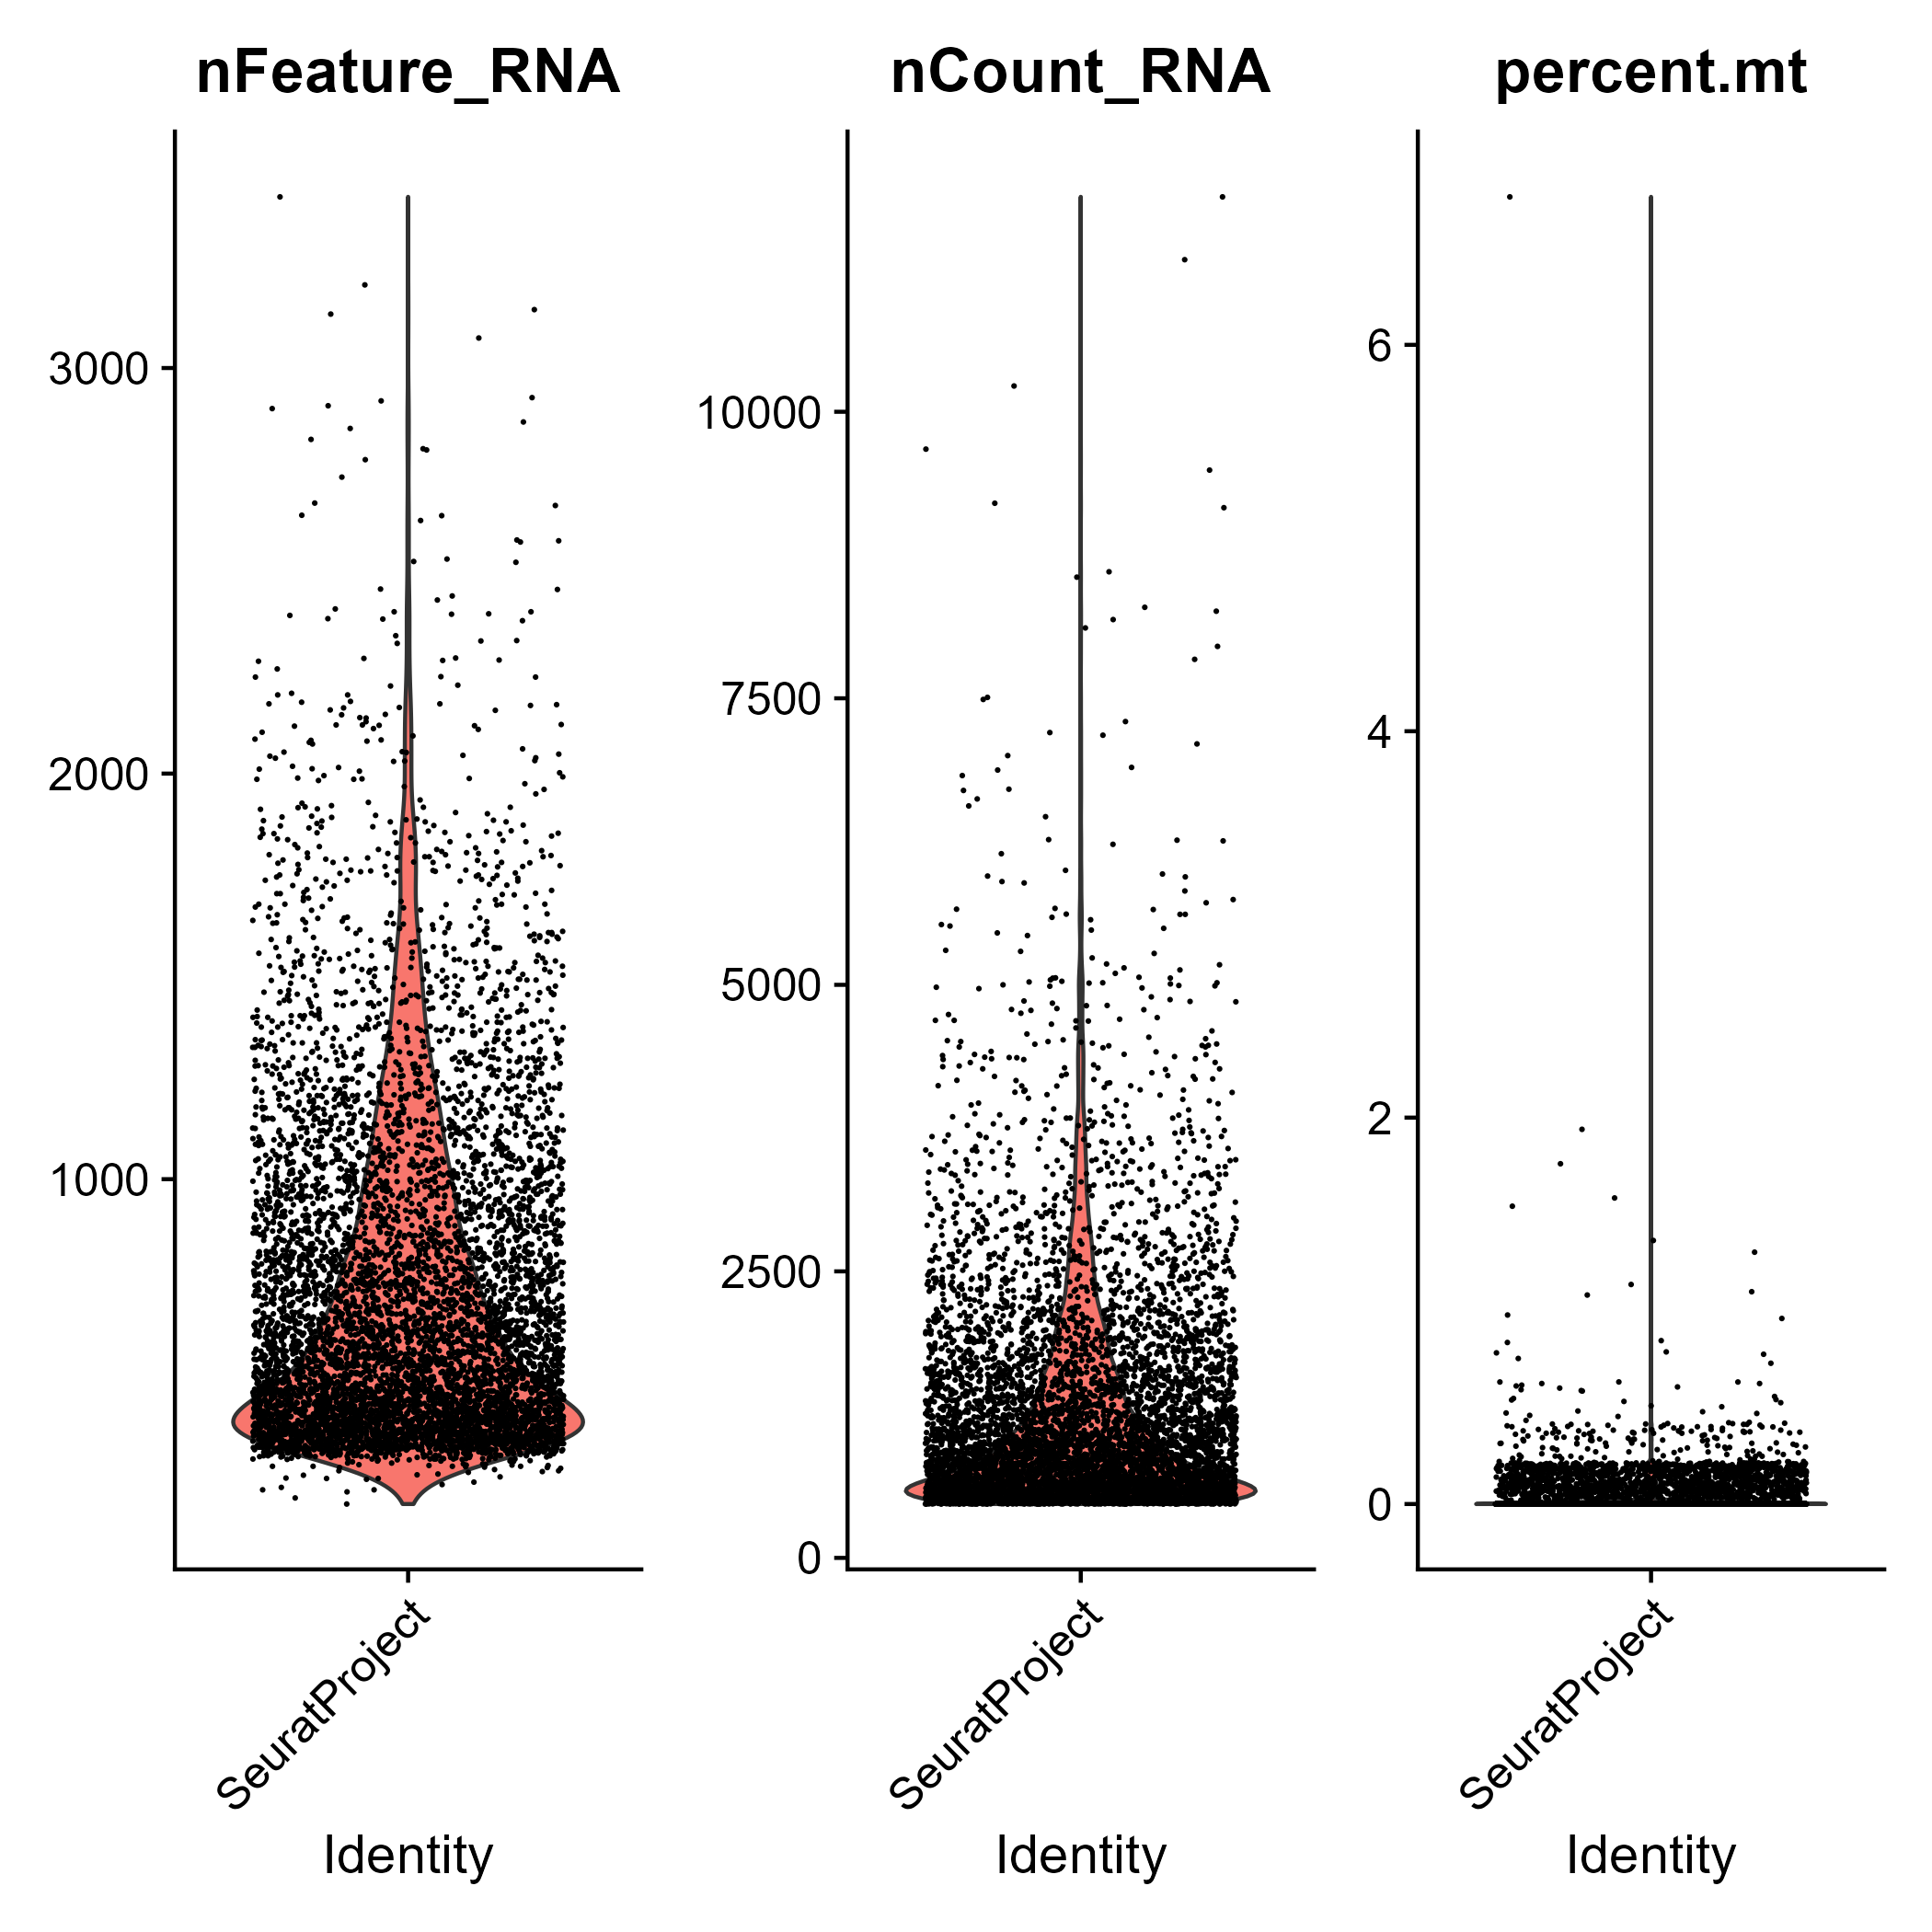 nFeature_RNA
3000
2000
1000
SeuratProject
Identity
nCount_RNA
10000
7500
5000
2500
0
SeuratProject
Identity
percent.mt
6
4
2
0
SeuratProject
Identity